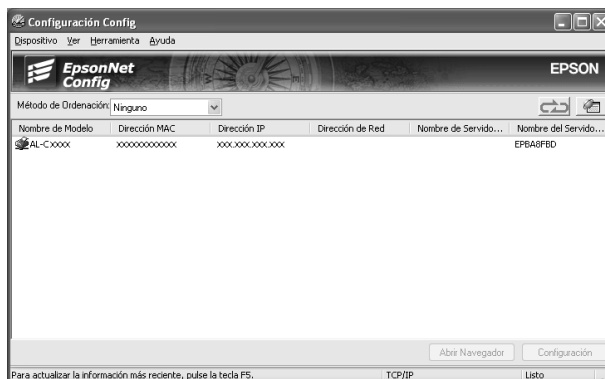 Configuración Config
Dispositivo Ver Herramienta Ayuda
EpsonNet
Config
EPSON
Método de Ordenación: Ninguno
Nombre de Modelo Dirección MAC Dirección IP Dirección de Red Nombre de Servido... Nombre del Servido...
AL-Cxxxx xxxxxxxxxxxx xxx.xxx.xxx.xxx EPBA8FBD
Abrir Navegador Configuración
Para actualizar la información más reciente, pulse la tecla F5. TCP/IP Listo